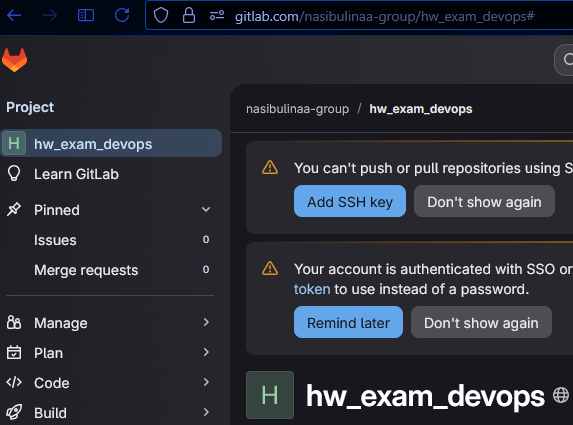 gitlab.com/nasibulinaa-group/hw_exam_devops#
Project
nasibulinaa-group / hw_exam_devops
H hw_exam_devops
Learn GitLab
Pinned
Issues 0
Merge requests 0
Manage
Plan
Code
Build
You can't push or pull repositories using S
Add SSH key Don't show again
Your account is authenticated with SSO or
token to use instead of a password.
Remind later Don't show again
H hw_exam_devops